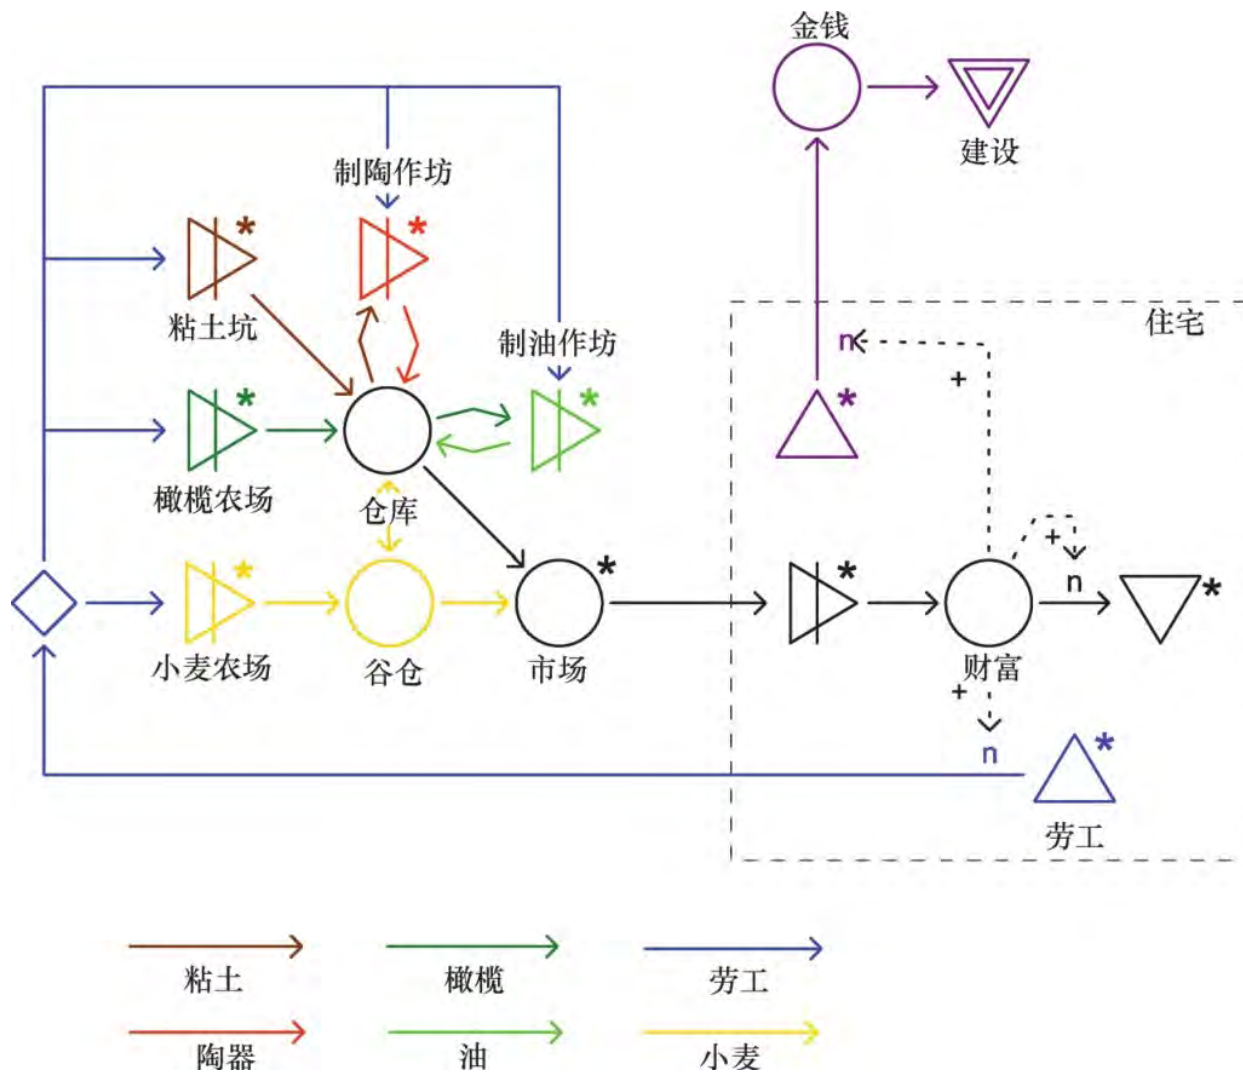 金钱
建设
制陶作坊
*
*
粘土坑
住宅
制油作坊
n
+
*
*
*
橄榄农场
仓库
+
*
*
*
n
*
小麦农场
谷仓
市场
财富
+
n
*
劳工
粘土
橄榄
劳工
陶器
油
小麦